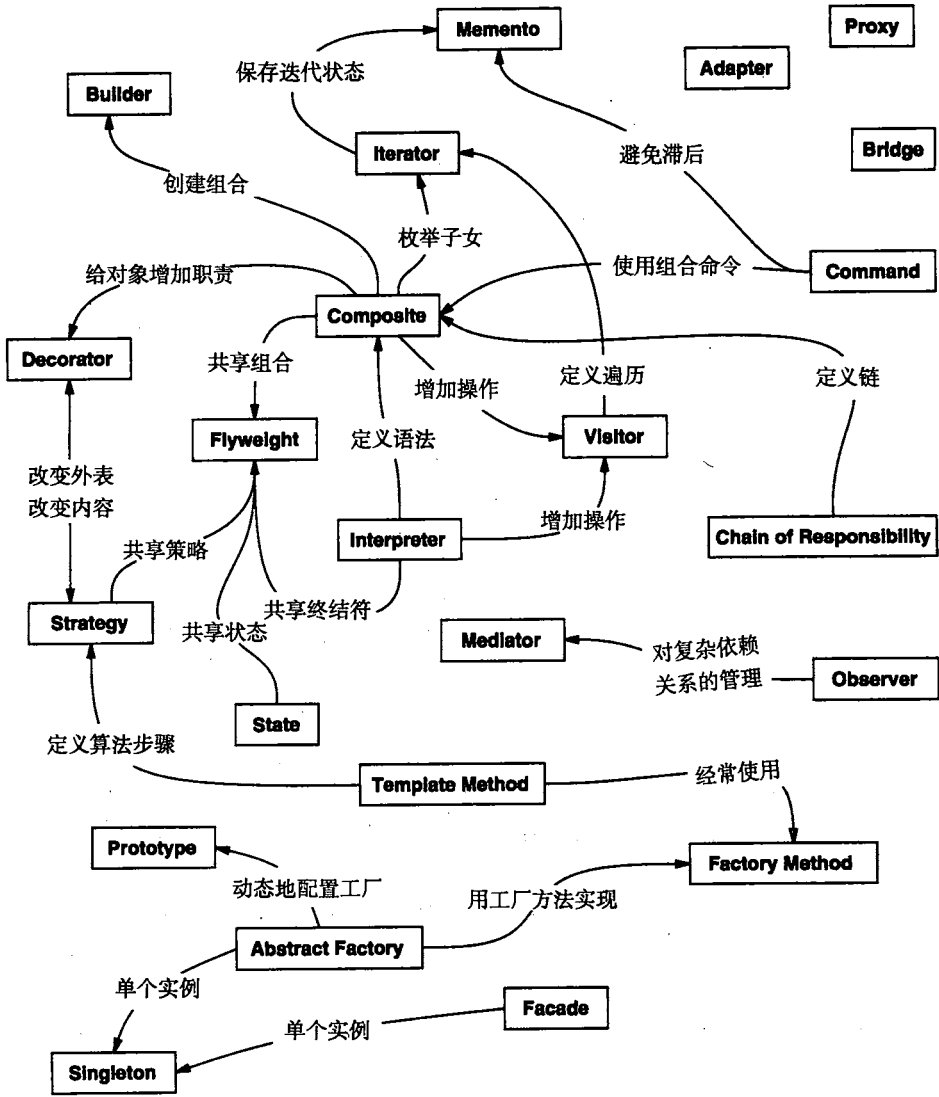 Memento
Proxy
Adapter
保存迭代状态
Builder
Iterator
避免滞后
Bridge
创建组合
枚举子女
给对象增加职责
使用组合命令
Command
Composite
Decorator
共享组合
增加操作
定义遍历
定义链
Flyweight
定义语法
Visitor
改变外表
改变内容
增加操作
Interpreter
Chain of Responsibility
共享策略
共享终结符
Strategy
共享状态
Mediator
对复杂依赖
关系的管理
Observer
State
定义算法步骤
Template Method
经常使用
Prototype
Factory Method
动态地配置工厂
用工厂方法实现
Abstract Factory
单个实例
Facade
单个实例
Singleton